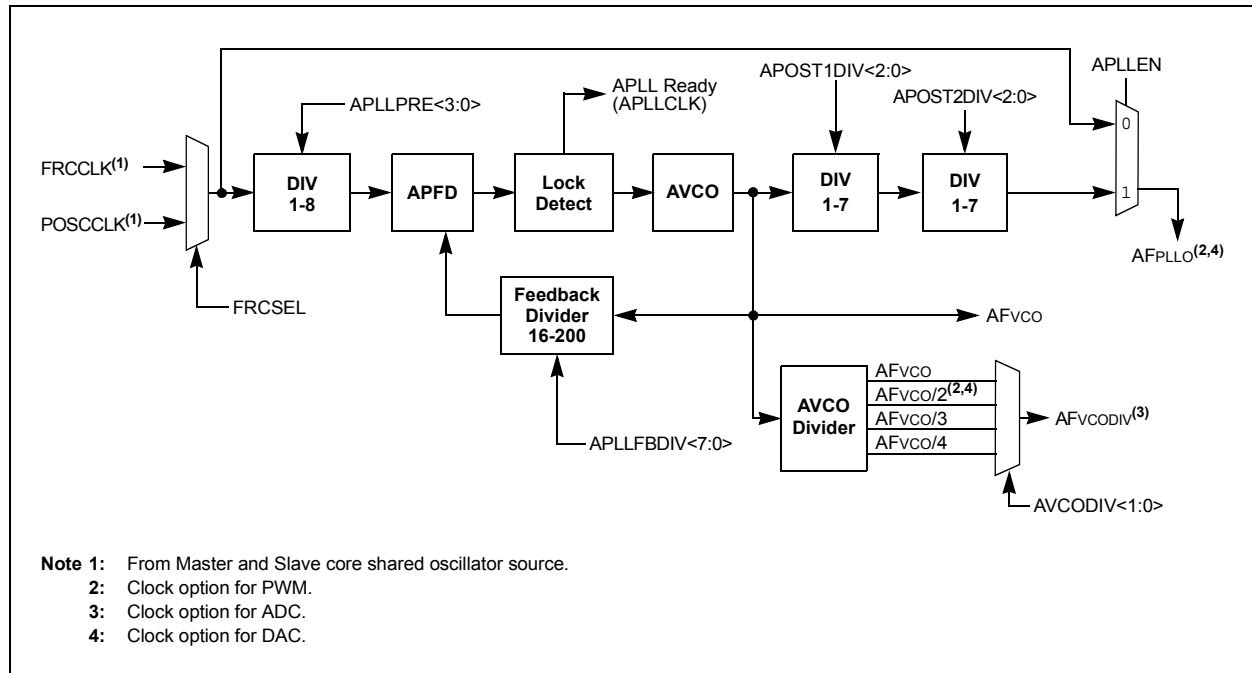 APOST1DIV<2:0>
APLLEN
APLL Ready
(APLLCLK)
APOST2DIV<2:0>
APLLPRE<3:0>
0
FRCCLK(1)
DIV
1-8
APFD
Lock
Detect
AVCO
DIV
1-7
DIV
1-7
1
POSCCLK(1)
AFPLLO(2,4)
FRCSEL
Feedback
Divider
16-200
AFVCO
AVCO
Divider
AFVCO
AFVCO/2(2,4)
AFVCO/3
AFVCO/4
AFVCODIV(3)
APLLFBDIV<7:0>
AVCODIV<1:0>
Note 1: From Master and Slave core shared oscillator source.
2: Clock option for PWM.
3: Clock option for ADC.
4: Clock option for DAC.